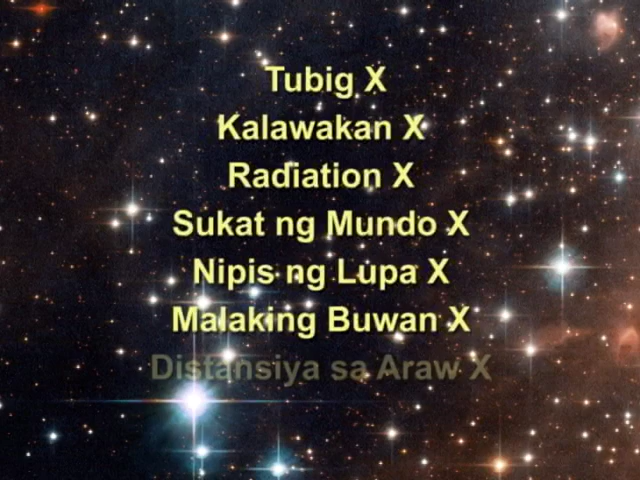 Tubig X
Kalawakan X
Radiation X
Sukat ng Mundo X
Nipis ng Lupa X
Malaking Buwan X
Distansiya sa Araw X